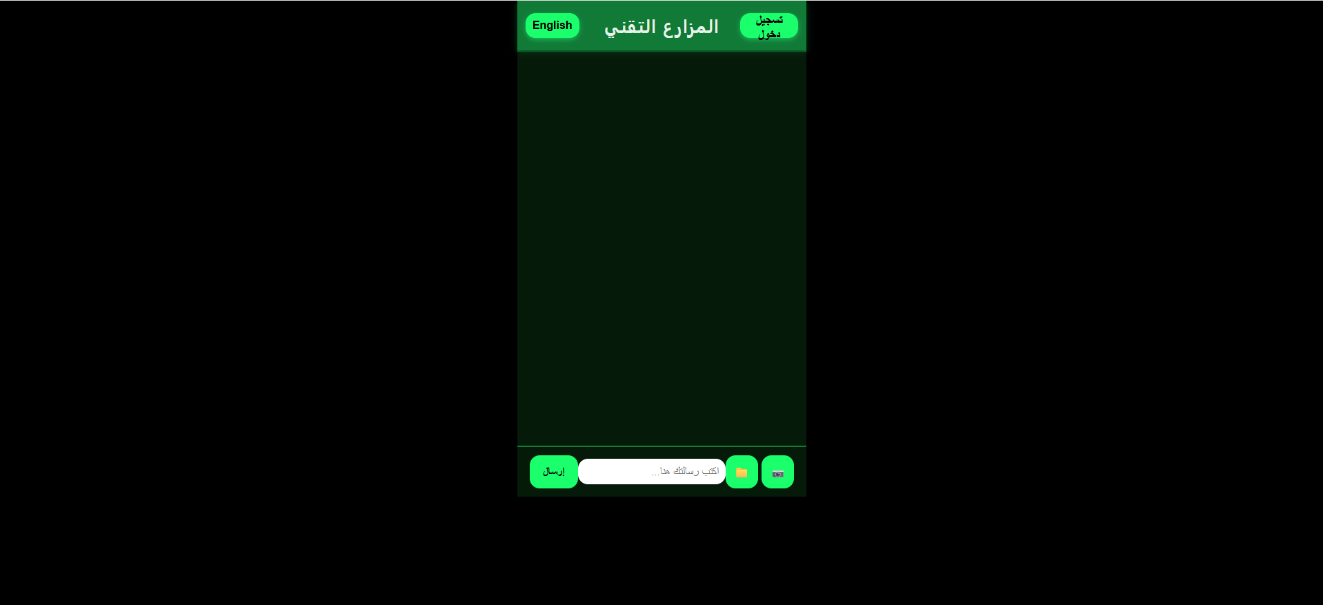 تسجيل
دخول
المزارع التقني
English
اكتب رسالتك هنا...
إرسال